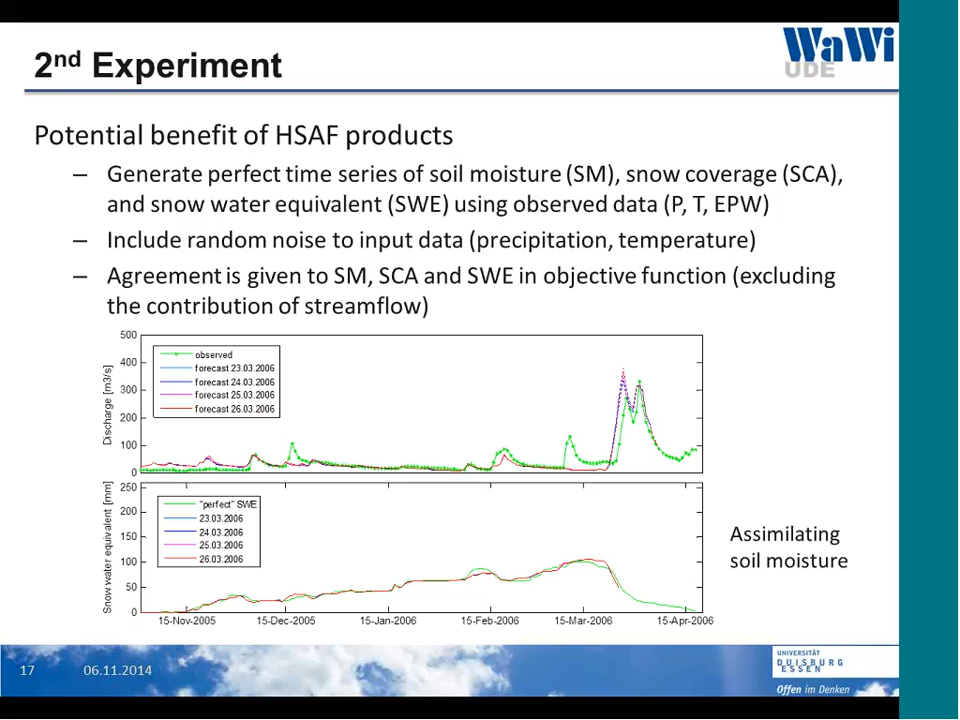 2nd Experiment
WaWi
UDE
Potential benefit of HSAF products
– Generate perfect time series of soil moisture (SM), snow coverage (SCA),
and snow water equivalent (SWE) using observed data (P, T, EPW)
– Include random noise to input data (precipitation, temperature)
– Agreement is given to SM, SCA and SWE in objective function (excluding
the contribution of streamflow)
Discharge [m3/s]
500
400
300
200
100
0
observed
forecast 23.03.2006
forecast 24.03.2006
forecast 25.03.2006
forecast 26.03.2006
Snow water equivalent [mm]
250
200
150
100
50
0
"perfect" SWE
23.03.2006
24.03.2006
25.03.2006
26.03.2006
15-Nov-2005 15-Dec-2005 15-Jan-2006 15-Feb-2006 15-Mar-2006 15-Apr-2006
Assimilating
soil moisture
17 06.11.2014
UNIVERSITÄT
DUISBURG
ESSEN
Offen im Denken